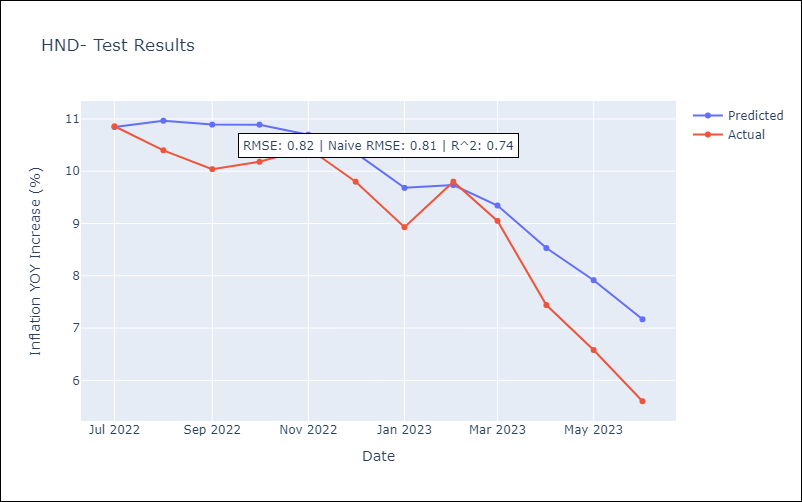 HND- Test Results
Predicted
Actual
RMSE: 0.82 | Naive RMSE: 0.81 | R^2: 0.74
Inflation YOY Increase (%)
11
10
9
8
7
6
Jul 2022
Sep 2022
Nov 2022
Jan 2023
Mar 2023
May 2023
Date